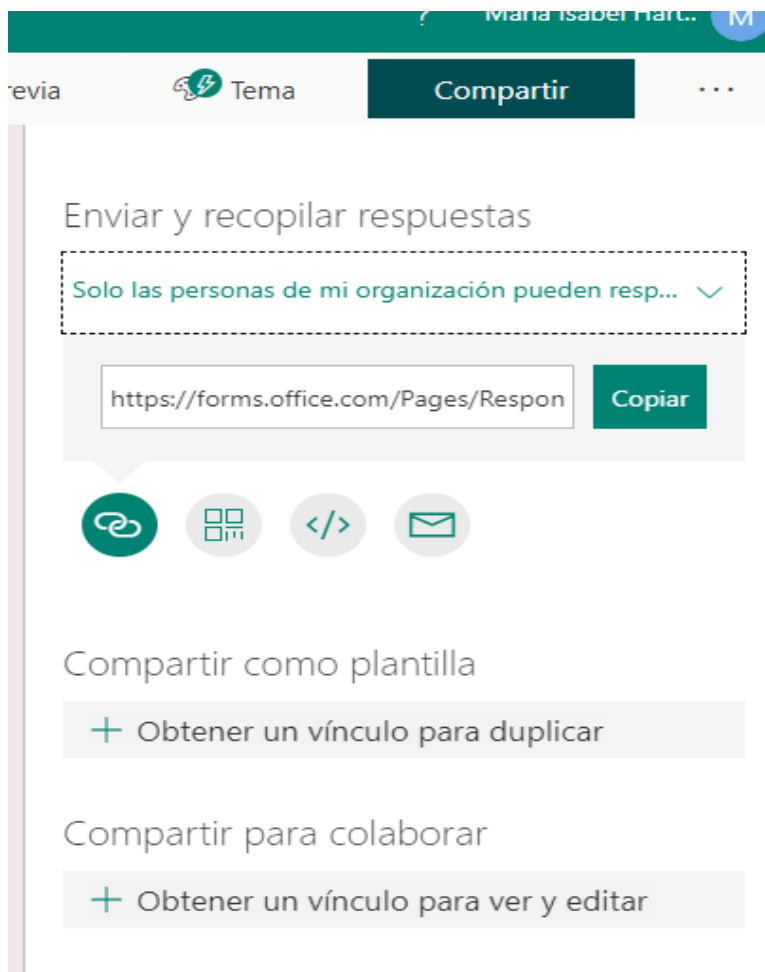 ? Maria Isabel Hart.. M
evia Tema Compartir ...
Enviar y recopilar respuestas
Solo las personas de mi organización pueden resp...
https://forms.office.com/Pages/Respon Copiar
</>
Compartir como plantilla
+ Obtener un vínculo para duplicar
Compartir para colaborar
+ Obtener un vínculo para ver y editar